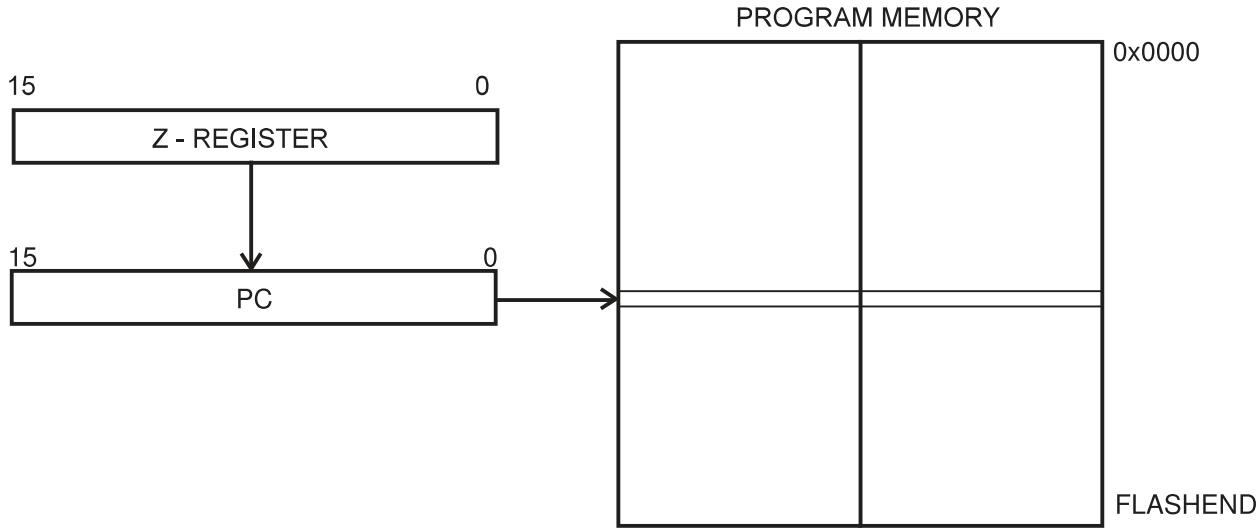 PROGRAM MEMORY
0x0000
15 0
Z - REGISTER
15 0
PC
FLASHEND